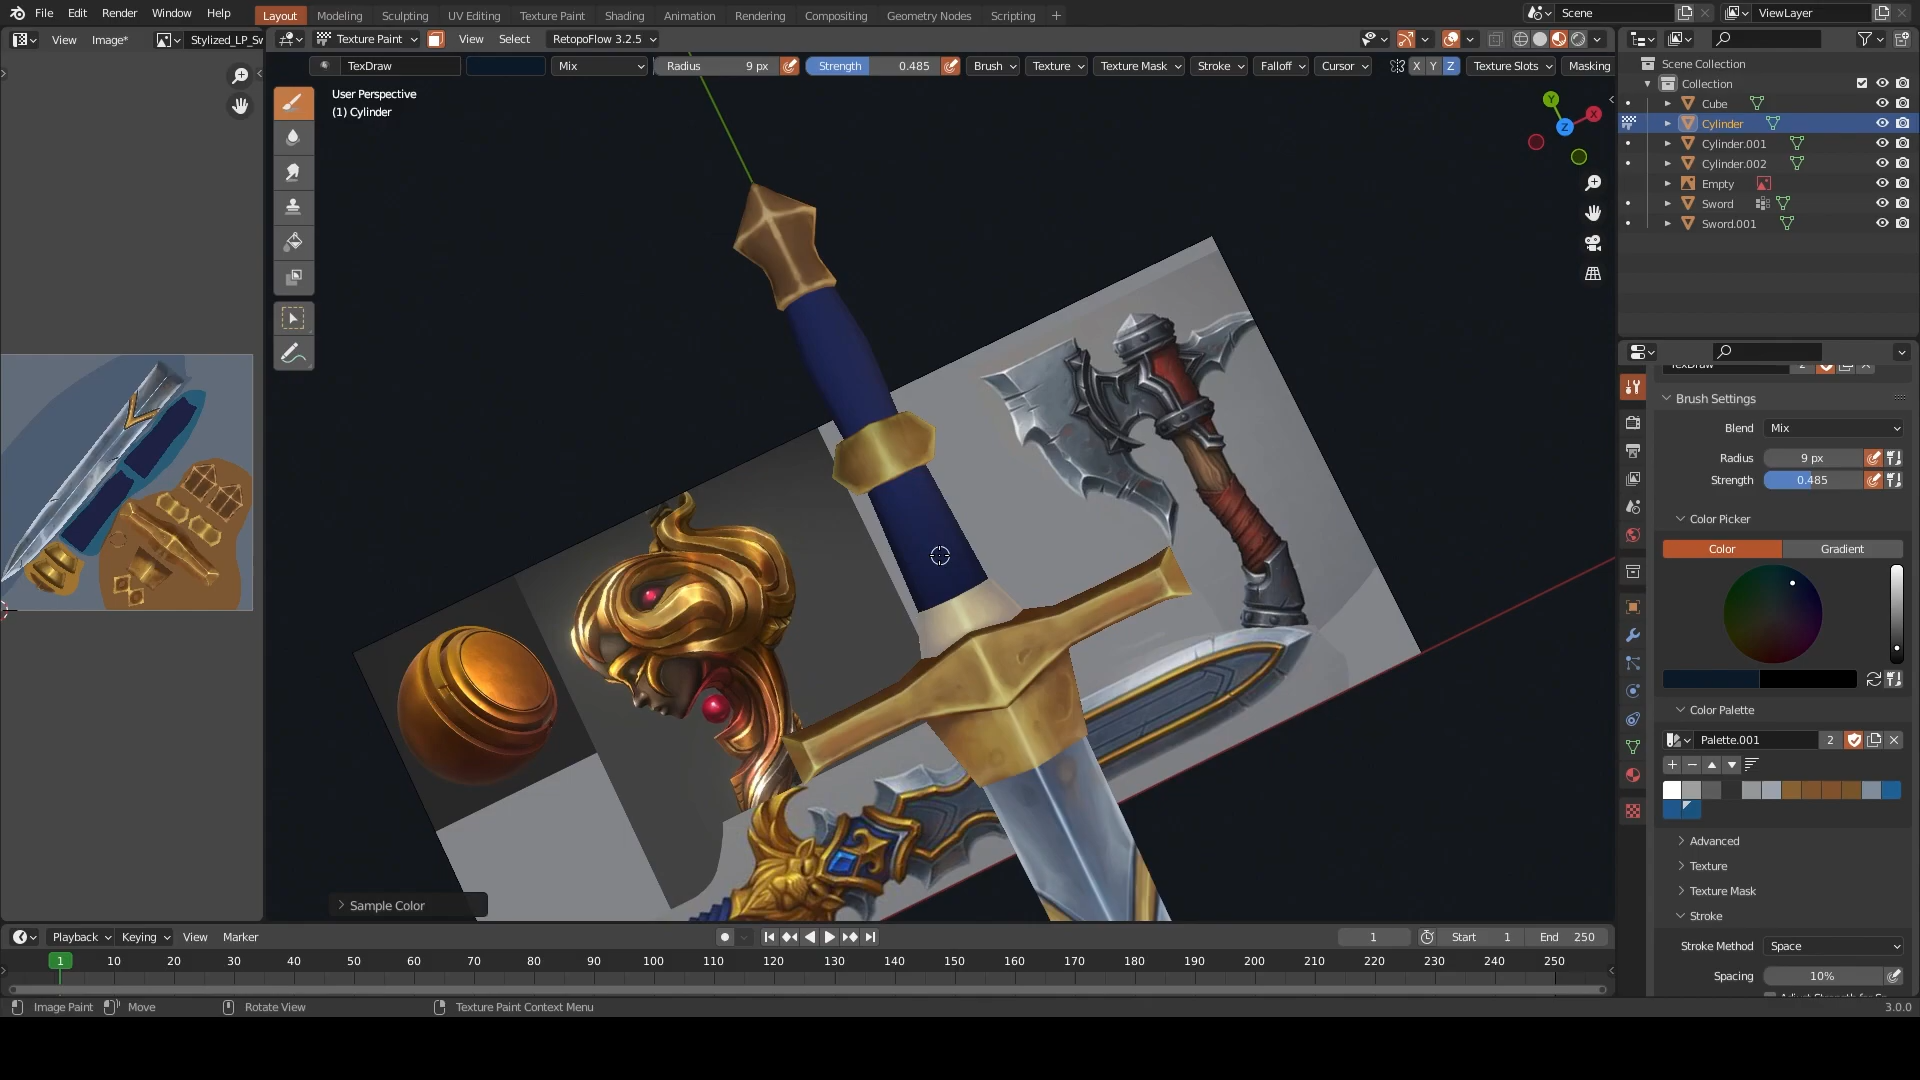 File Edit Render Window Help Layout Modeling Sculpting UV Editing Texture Paint Shading Animation Rendering Compositing Geometry Nodes Scripting + Scene ViewLayer
View Image* Stylized_LP_Sw Texture Paint View Select RetopoFlow 3.2.5
TexDraw Mix Radius 9 px Strength 0.485 Brush Texture Texture Mask Stroke Falloff Cursor X Y Z Texture Slots Masking
User Perspective
(1) Cylinder
Y
X
Z
Scene Collection
Collection
Cube
Cylinder
Cylinder.001
Cylinder.002
Empty
Sword
Sword.001
TexDraw 2
Brush Settings
Blend Mix
Radius 9 px
Strength 0.485
Color Picker
Color Gradient
Color Palette
Palette.001 2
Advanced
Texture
Texture Mask
Stroke
Stroke Method Space
Spacing 10%
Sample Color
Playback Keying View Marker 1 Start 1 End 250
1 10 20 30 40 50 60 70 80 90 100 110 120 130 140 150 160 170 180 190 200 210 220 230 240 250
Image Paint Move Rotate View Texture Paint Context Menu 3.0.0